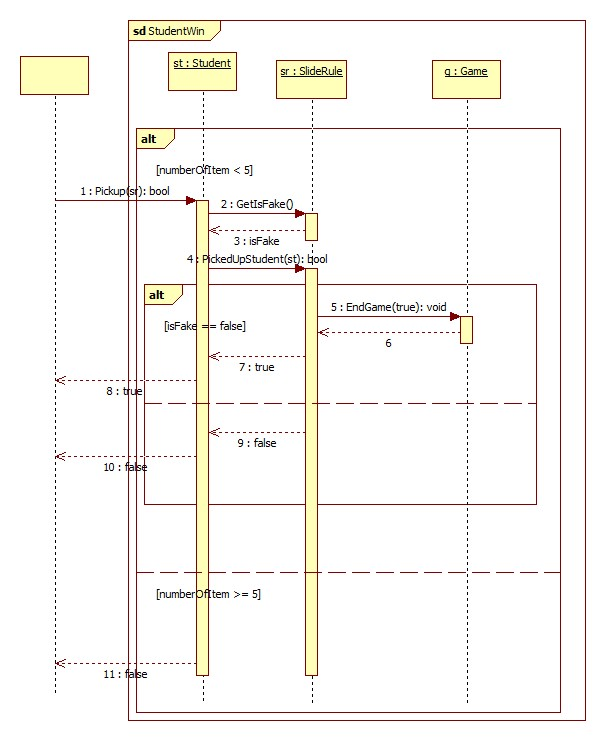 sd StudentWin
st : Student
sr : SlideRule
g : Game
alt
[numberOfItem < 5]
1 : Pickup(sr): bool
2 : GetIsFake()
3 : isFake
4 : PickedUpStudent(st): bool
alt
5 : EndGame(true): void
[isFake == false]
6
7 : true
8 : true
9 : false
10 : false
[numberOfItem >= 5]
11 : false